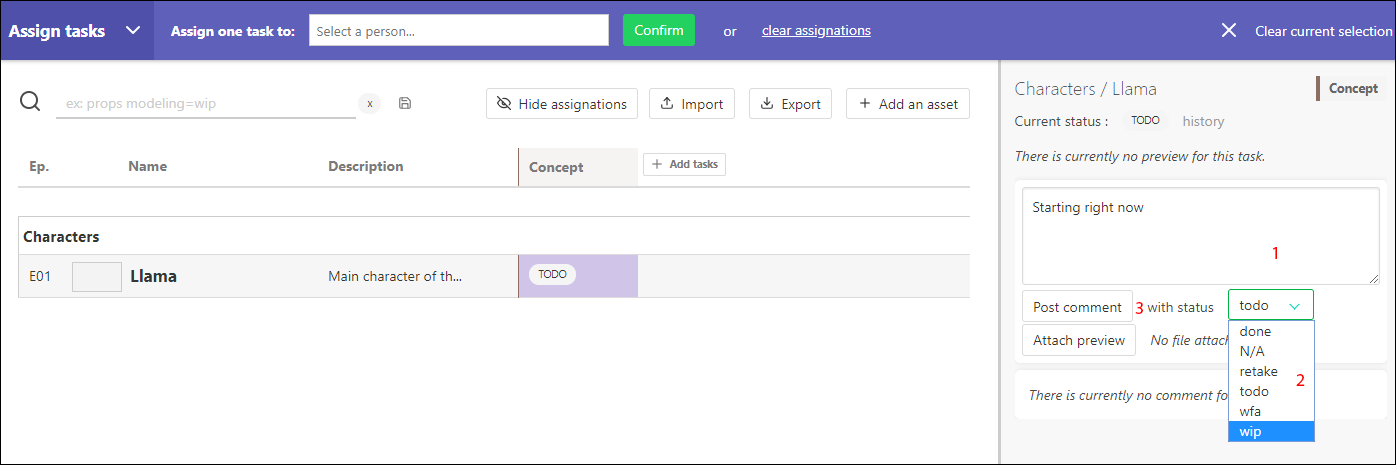 Assign tasks Assign one task to: Select a person... Confirm or clear assignations Clear current selection
ex: props modeling=wip x Hide assignations Import Export Add an asset
Ep. Name Description Concept Add tasks
Characters
E01 Llama Main character of th... TODO
Characters / Llama Concept
Current status : TODO history
There is currently no preview for this task.
Starting right now
1
Post comment 3 with status todo
Attach preview No file attach
done
N/A
retake
todo 2
wfa
wip
There is currently no comment fo